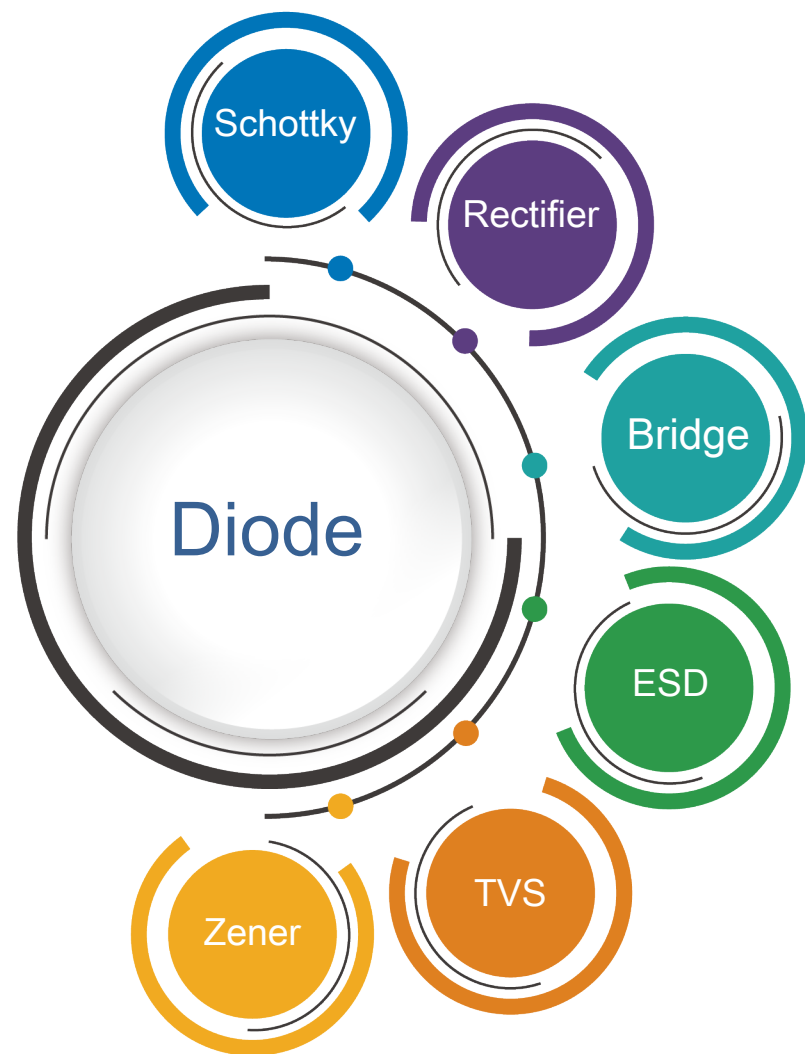 Schottky
Rectifier
Bridge
Diode
ESD
TVS
Zener